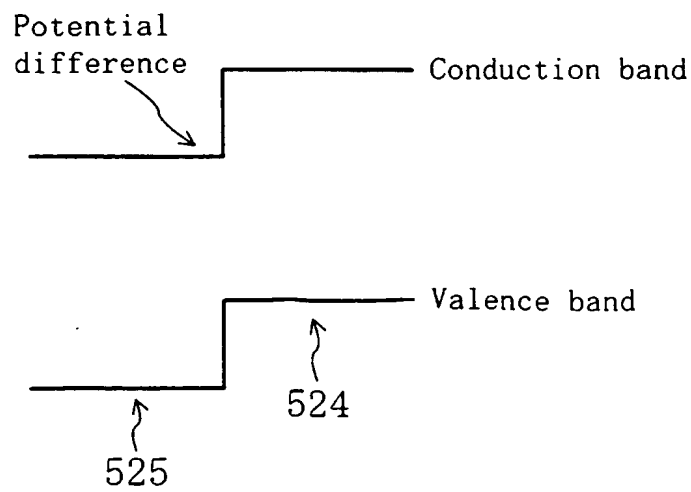 Potential
difference
Conduction band
Valence band
524
525